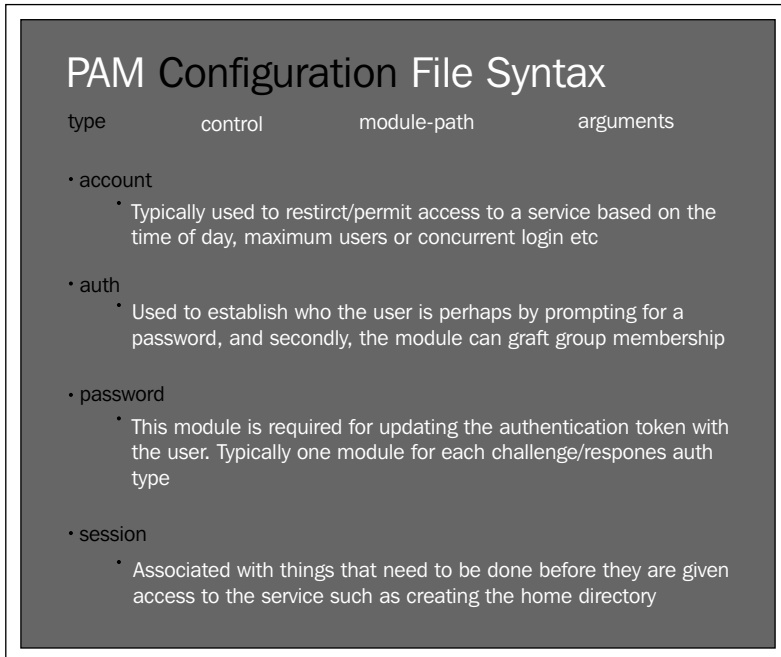 PAM Configuration File Syntax
type control module-path arguments
• account
• Typically used to restirct/permit access to a service based on the
time of day, maximum users or concurrent login etc
• auth
• Used to establish who the user is perhaps by prompting for a
password, and secondly, the module can graft group membership
• password
• This module is required for updating the authentication token with
the user. Typically one module for each challenge/respones auth
type
• session
• Associated with things that need to be done before they are given
access to the service such as creating the home directory